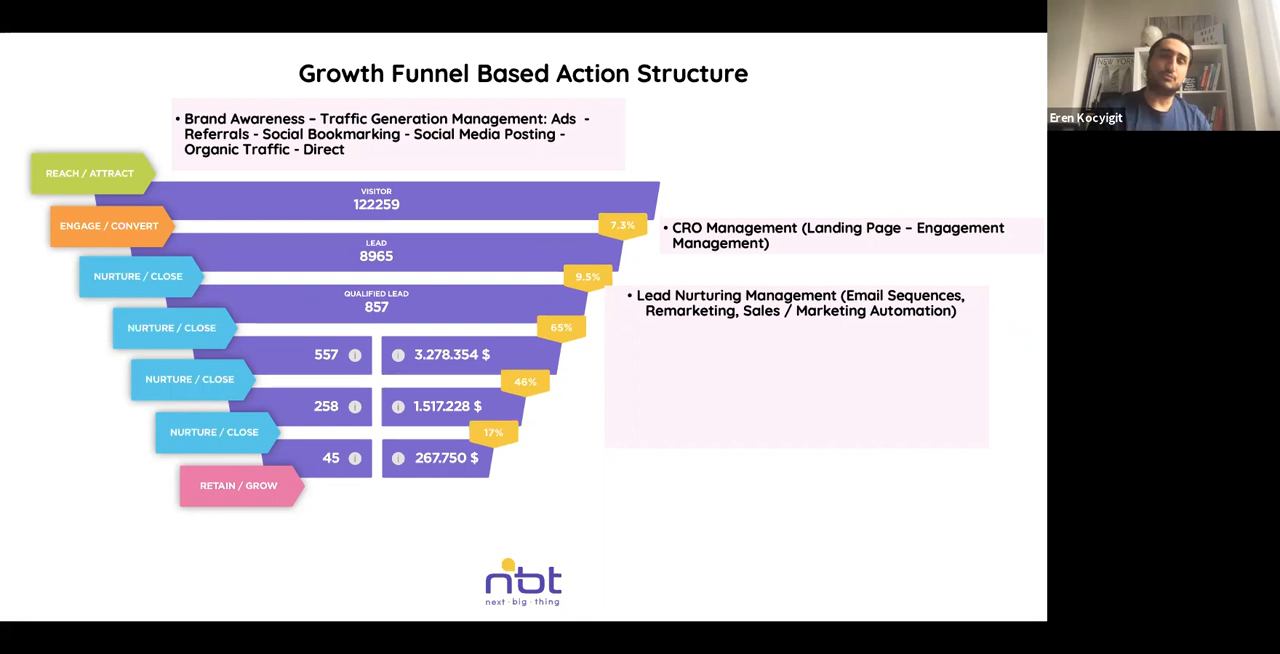 Growth Funnel Based Action Structure
• Brand Awareness – Traffic Generation Management: Ads -
Referrals - Social Bookmarking - Social Media Posting -
Organic Traffic - Direct
REACH / ATTRACT
VISITOR
122259
ENGAGE / CONVERT
7.3%
• CRO Management (Landing Page – Engagement
Management)
LEAD
8965
NURTURE / CLOSE
9.5%
QUALIFIED LEAD
857
• Lead Nurturing Management (Email Sequences,
Remarketing, Sales / Marketing Automation)
NURTURE / CLOSE
65%
557 i i 3.278.354 $
NURTURE / CLOSE
46%
258 i i 1.517.228 $
NURTURE / CLOSE
17%
45 i i 267.750 $
RETAIN / GROW
nbt
next · big · thing
NEW YORK
Eren Kocyigit